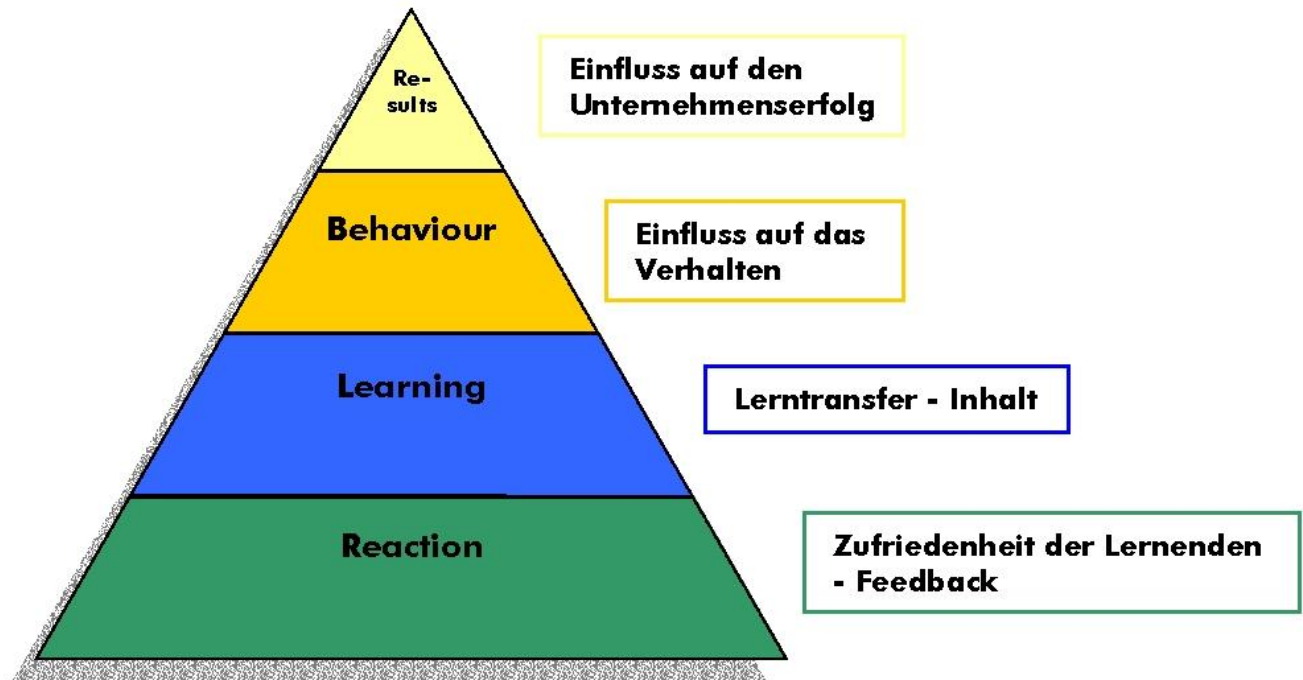 Re-
sults
Einfluss auf den
Unternehmenserfolg
Behaviour
Einfluss auf das
Verhalten
Learning
Lerntransfer - Inhalt
Reaction
Zufriedenheit der Lernenden
- Feedback